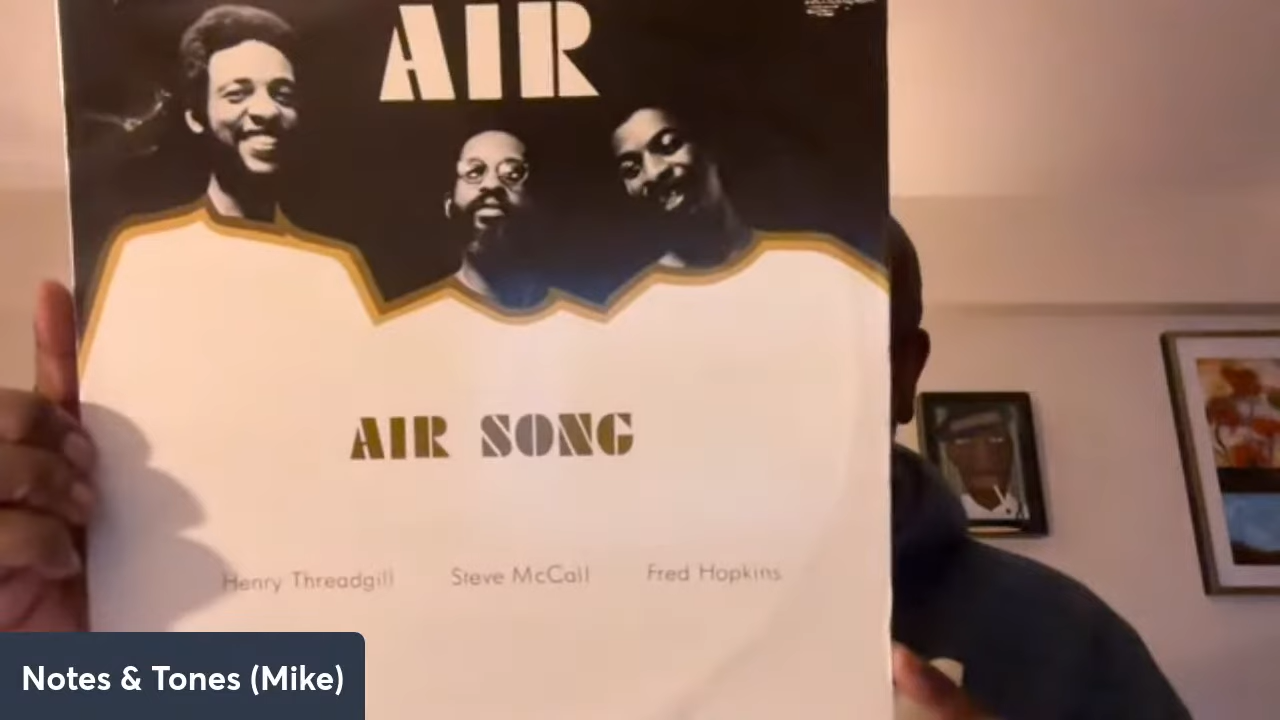 AIR
AIR SONG
Henry Threadgill Steve McCall Fred Hopkins
Notes & Tones (Mike)